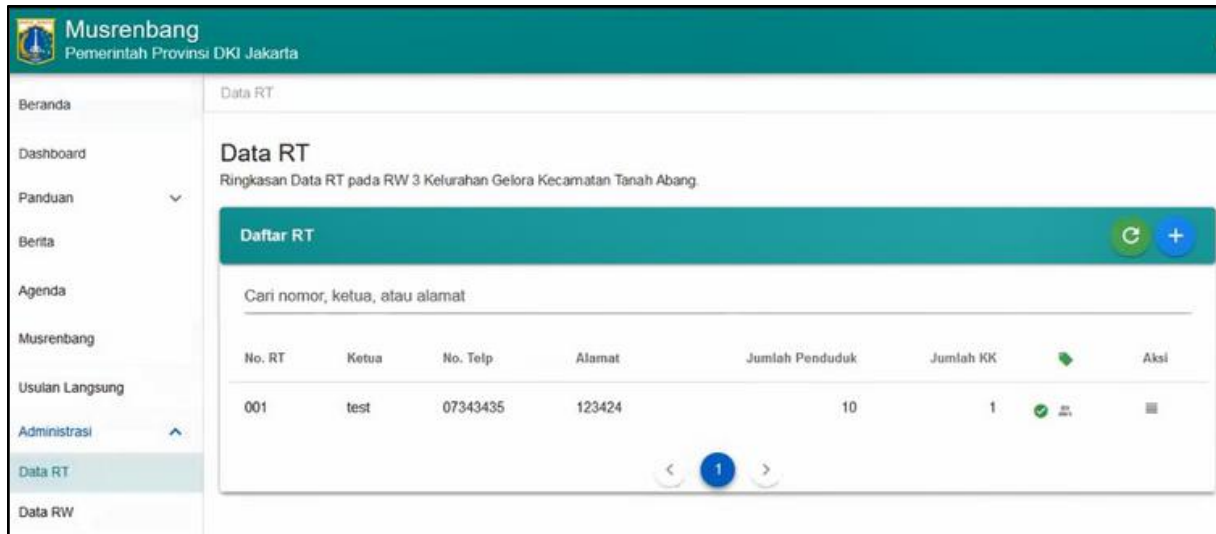 Musrenbang
Pemerintah Provinsi DKI Jakarta
Beranda
Dashboard
Panduan
Berita
Agenda
Musrenbang
Usulan Langsung
Administrasi
Data RT
Data RW
Data RT
Data RT
Ringkasan Data RT pada RW 3 Kelurahan Gelora Kecamatan Tanah Abang.
Daftar RT
Cari nomor, ketua, atau alamat
No. RT Ketua No. Telp Alamat Jumlah Penduduk Jumlah KK Aksi
001 test 07343435 123424 10 1
1